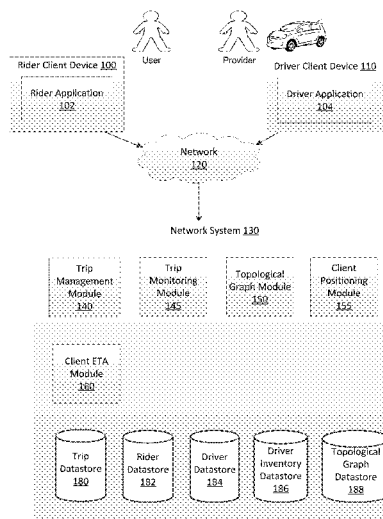 User
Provider
Rider Client Device 100
Driver Client Device 110
Rider Application
102
Driver Application
104
Network
120
Network System 130
Trip
Management
Module
140
Trip
Monitoring
Module
145
Topological
Graph Module
150
Client
Positioning
Module
155
Client ETA
Module
160
Trip
Datastore
180
Rider
Datastore
182
Driver
Datastore
184
Driver
Inventory
Datastore
186
Topological
Graph
Datastore
188